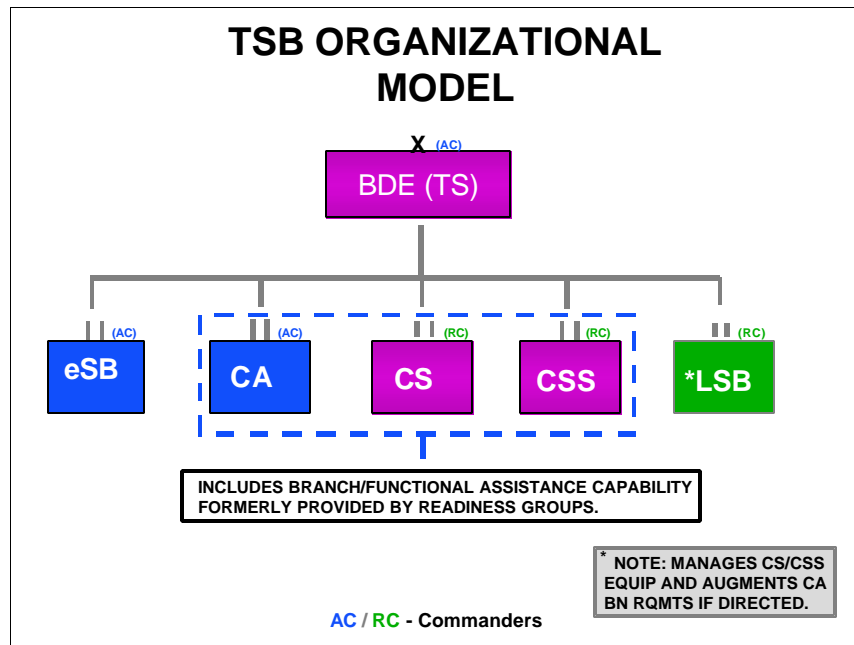 TSB ORGANIZATIONAL
MODEL
X (AC)
BDE (TS)
(AC) (AC) (RC) (RC) (RC)
eSB CA CS CSS *LSB
INCLUDES BRANCH/FUNCTIONAL ASSISTANCE CAPABILITY
FORMERLY PROVIDED BY READINESS GROUPS.
* NOTE: MANAGES CS/CSS
EQUIP AND AUGMENTS CA
BN RQMTS IF DIRECTED.
AC / RC - Commanders